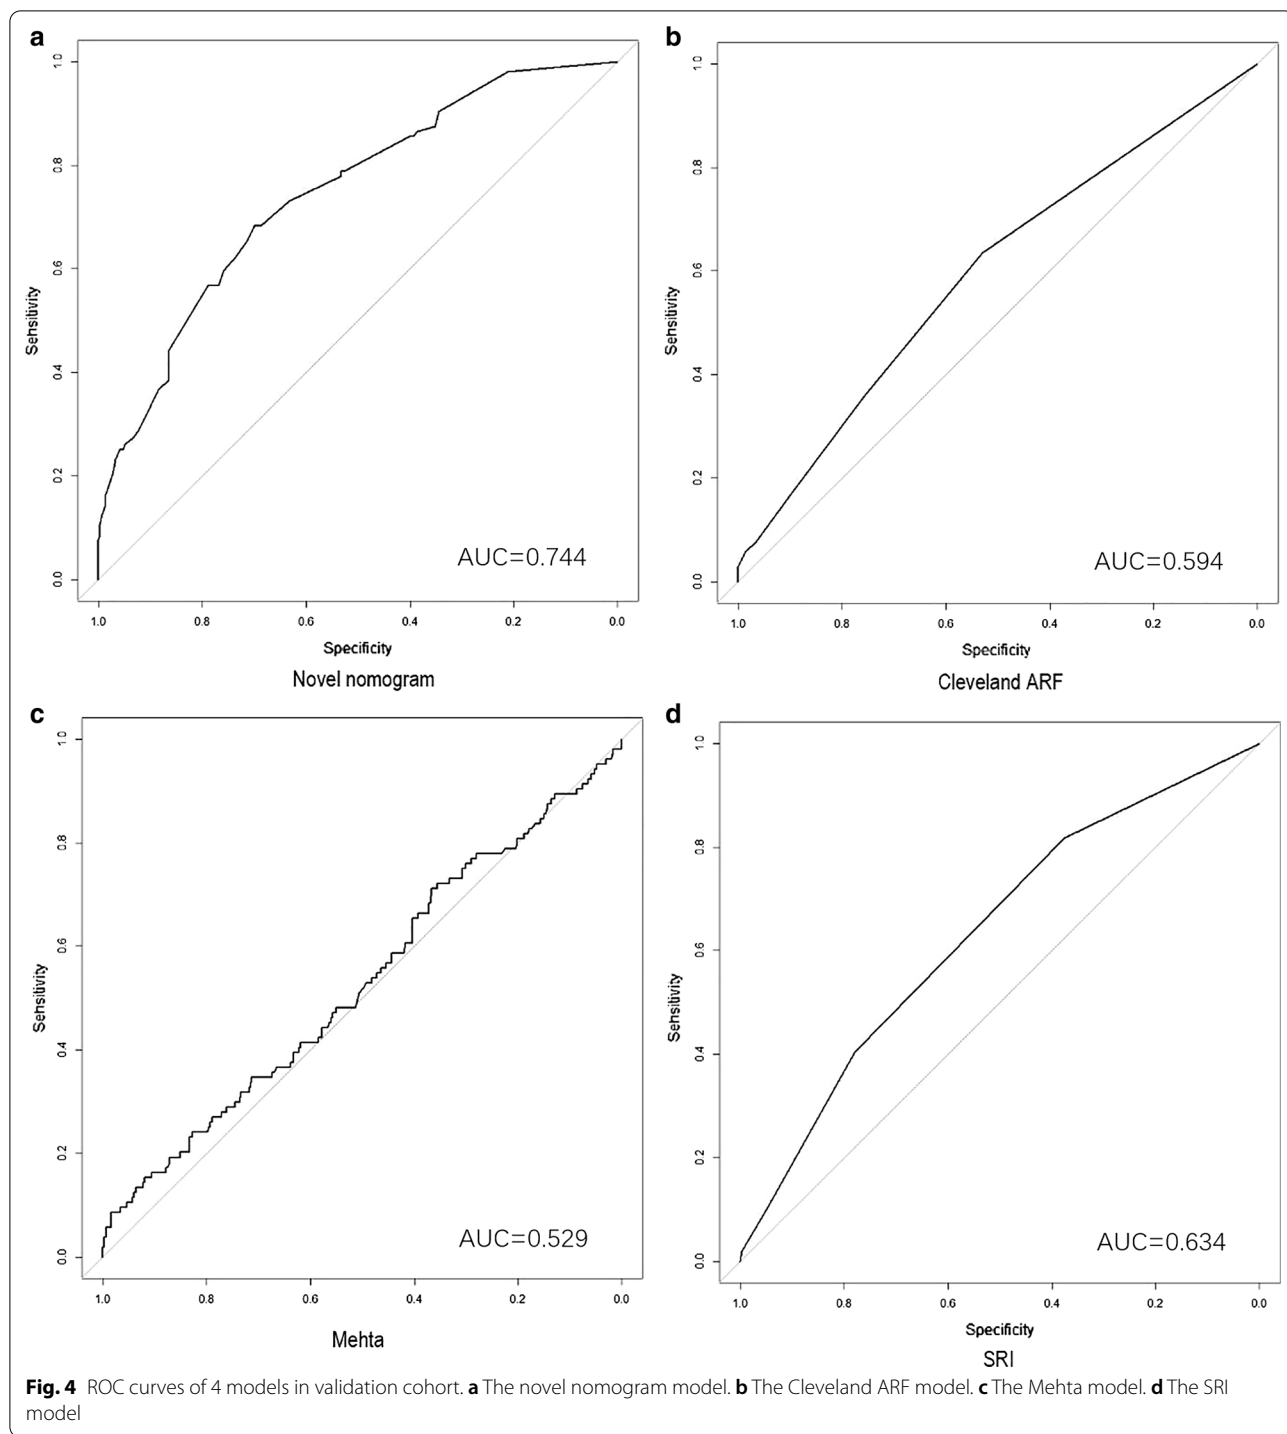 a
1.0
0.8
0.6
0.4
0.2
0.0
Sensitivity
AUC=0.744
1.0 0.8 0.6 0.4 0.2 0.0
Specificity
Novel nomogram
b
1.0
0.8
0.6
0.4
0.2
0.0
Sensitivity
AUC=0.594
1.0 0.8 0.6 0.4 0.2 0.0
Specificity
Cleveland ARF
c
1.0
0.8
0.6
0.4
0.2
0.0
Sensitivity
AUC=0.529
1.0 0.8 0.6 0.4 0.2 0.0
Mehta
d
1.0
0.8
0.6
0.4
0.2
0.0
Sensitivity
AUC=0.634
1.0 0.8 0.6 0.4 0.2 0.0
Specificity
SRI
Fig. 4 ROC curves of 4 models in validation cohort. a The novel nomogram model. b The Cleveland ARF model. c The Mehta model. d The SRI
model